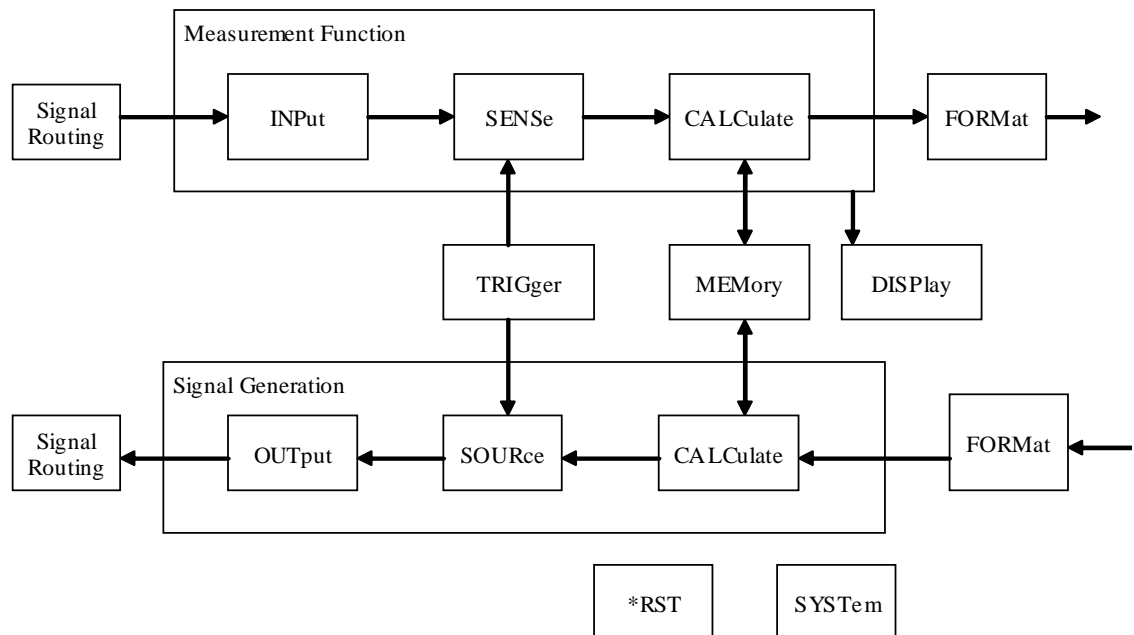 Measurement Function
Signal
Routing
INPut
SENSe
CALCulate
FORMat
TRIGger
MEMory
DISPlay
Signal Generation
Signal
Routing
OUTput
SOURce
CALCulate
FORMat
*RST
SYSTem